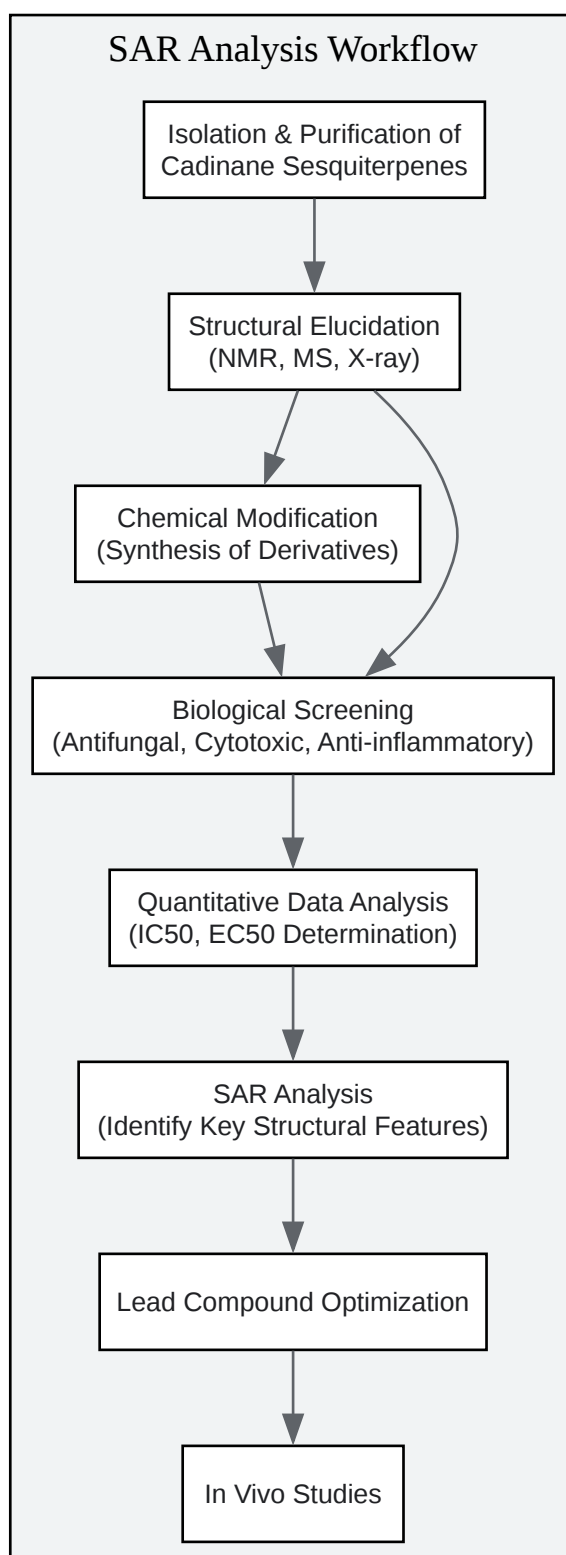 SAR Analysis Workflow
Isolation & Purification of
Cadinane Sesquiterpenes
Structural Elucidation
(NMR, MS, X-ray)
Chemical Modification
(Synthesis of Derivatives)
Biological Screening
(Antifungal, Cytotoxic, Anti-inflammatory)
Quantitative Data Analysis
(IC50, EC50 Determination)
SAR Analysis
(Identify Key Structural Features)
Lead Compound Optimization
In Vivo Studies